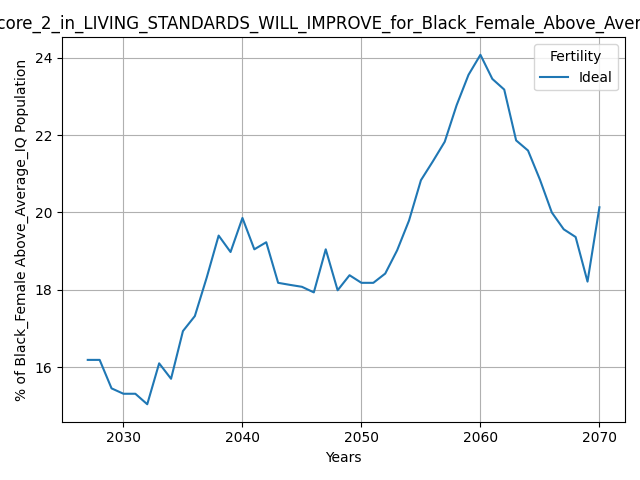 core_2_in_LIVING_STANDARDS_WILL_IMPROVE_for_Black_Female_Above_Aver
Fertility
Ideal
% of Black_Female Above_Average_IQ Population
24
22
20
18
16
2030
2040
2050
2060
2070
Years